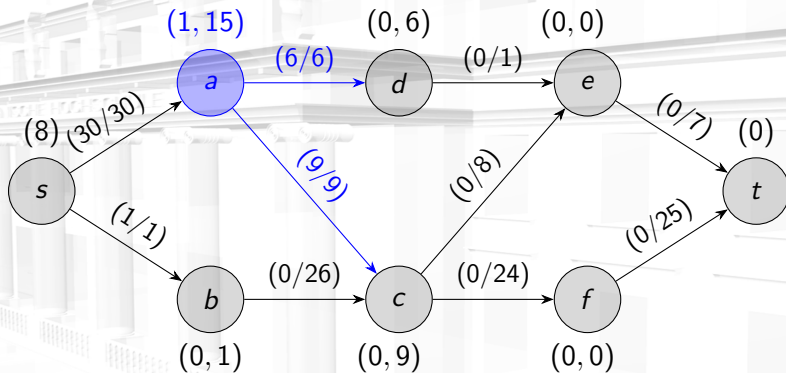 (1, 15) (0, 6) (0, 0)
a (6/6) d (0/1) e
(8) (30/30) (0/7) (0)
s (9/9) (0/8) t
(1/1) (0/25)
b (0/26) c (0/24) f
(0, 1) (0, 9) (0, 0)